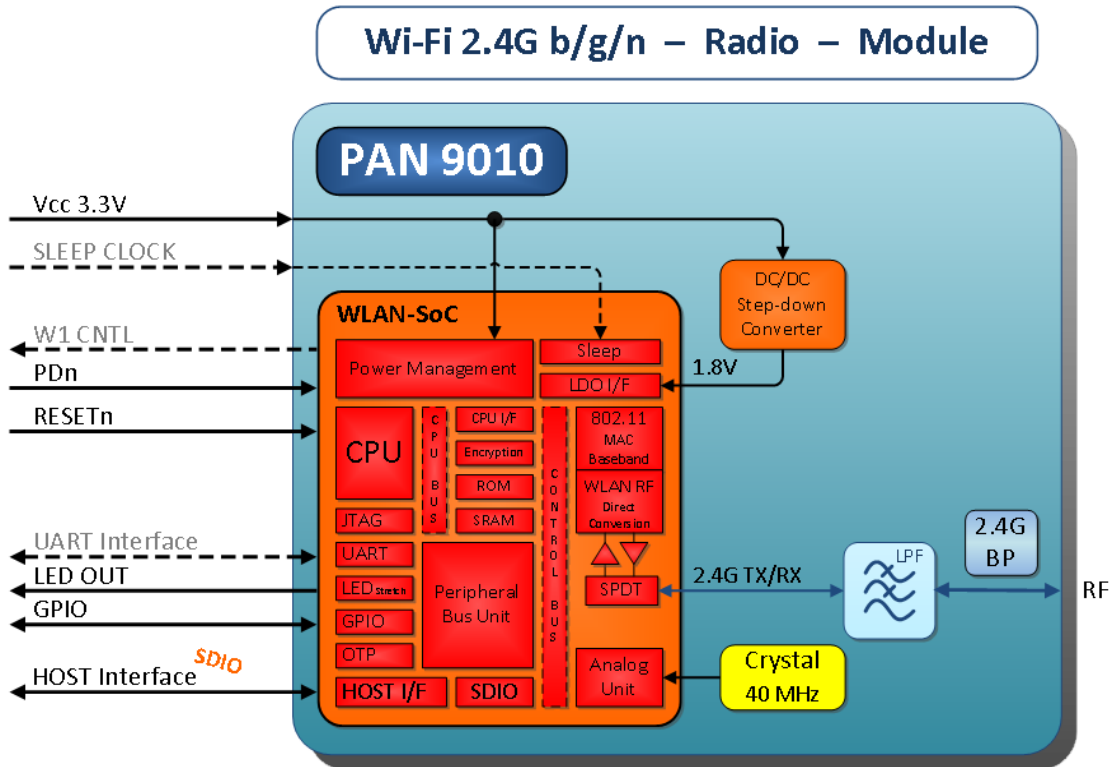 Wi-Fi 2.4G b/g/n – Radio – Module
PAN 9010
Vcc 3.3V
SLEEP CLOCK
W1 CNTL
PDn
RESETn
UART Interface
LED OUT
GPIO
HOST Interface
SDIO
DC/DC
Step-down
Converter
1.8V
WLAN-SoC
Power Management
Sleep
LDO I/F
CPU
CPU BUS
CPU I/F
Encryption
ROM
SRAM
CONTROL BUS
802.11
MAC
Baseband
WLAN RF
Direct
Conversion
JTAG
UART
LED Stretch
GPIO
OTP
Peripheral
Bus Unit
SPDT
HOST I/F
SDIO
Analog
Unit
2.4G TX/RX
LPF
2.4G
BP
RF
Crystal
40 MHz